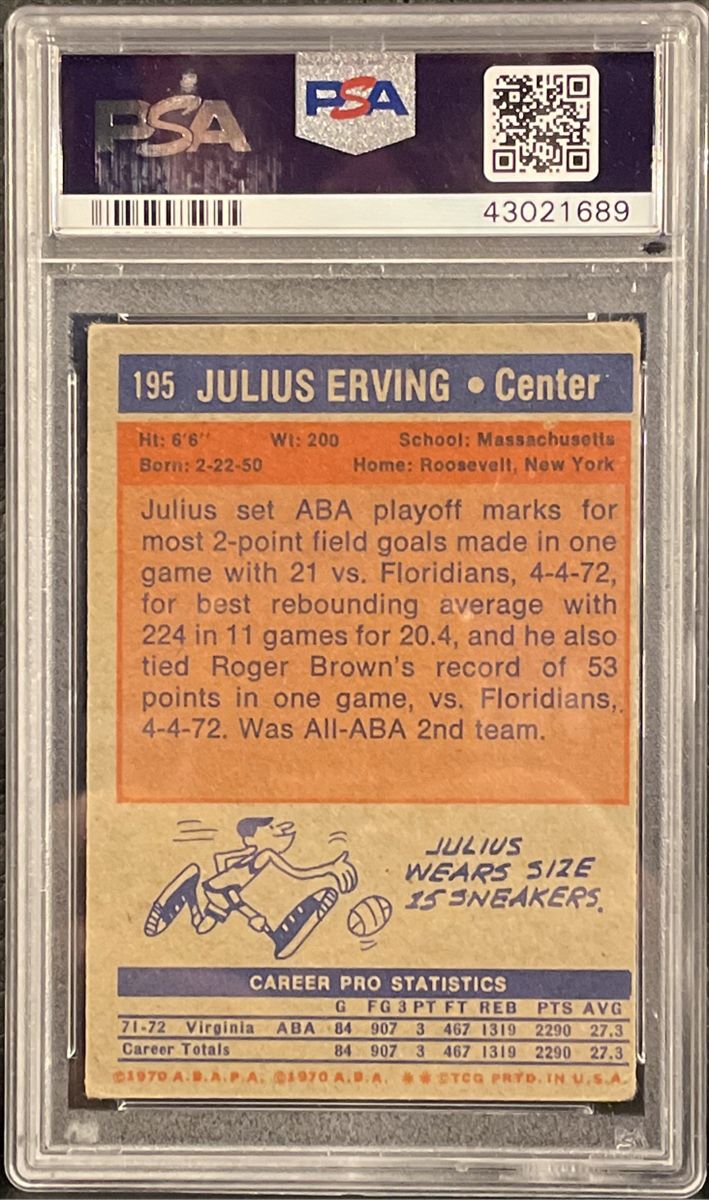 PSA PSA
43021689
195 JULIUS ERVING • Center
Ht: 6'6" Wt: 200 School: Massachusetts
Born: 2-22-50 Home: Roosevelt, New York
Julius set ABA playoff marks for
most 2-point field goals made in one
game with 21 vs. Floridians, 4-4-72,
for best rebounding average with
224 in 11 games for 20.4, and he also
tied Roger Brown's record of 53
points in one game, vs. Floridians,
4-4-72. Was All-ABA 2nd team.
JULIUS
WEARS SIZE
15 SNEAKERS.
CAREER PRO STATISTICS
G FG 3 PT FT REB PTS AVG
71-72 Virginia ABA 84 907 3 467 1319 2290 27.3
Career Totals 84 907 3 467 1319 2290 27.3
©1970 A.B.A.P.A. ©1970 A.B.A. ✱✱ ©TCG PRTD. IN U.S.A.